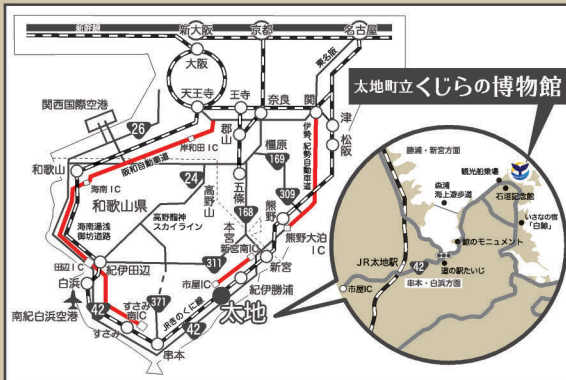 新幹線
新大阪
京都
名古屋
大阪
東名阪
天王寺
王寺
奈良
関
太地町立くじらの博物館
関西国際空港
26
岸和田IC
郡山
橿原
169
伊勢、紀勢自動車道
津
松阪
和歌山
阪和自動車道
海南IC
24
高野山
五條
309
和歌山県
168
熊野
海南湯浅
御坊道路
高野龍神
スカイライン
本宮
熊野大泊
IC
311
新宮南IC
新宮
田辺IC
紀伊田辺
市屋IC
紀伊勝浦
白浜
371
JRきのくに線
太地
南紀白浜空港
42
すさみ
南IC
42
すさみ
串本
勝浦・新宮方面
観光船乗場
森浦
海上遊歩道
石垣記念館
いさなの宿
「白鯨」
鯨のモニュメント
JR太地駅
42
道の駅たいじ
市屋IC
串本・白浜方面